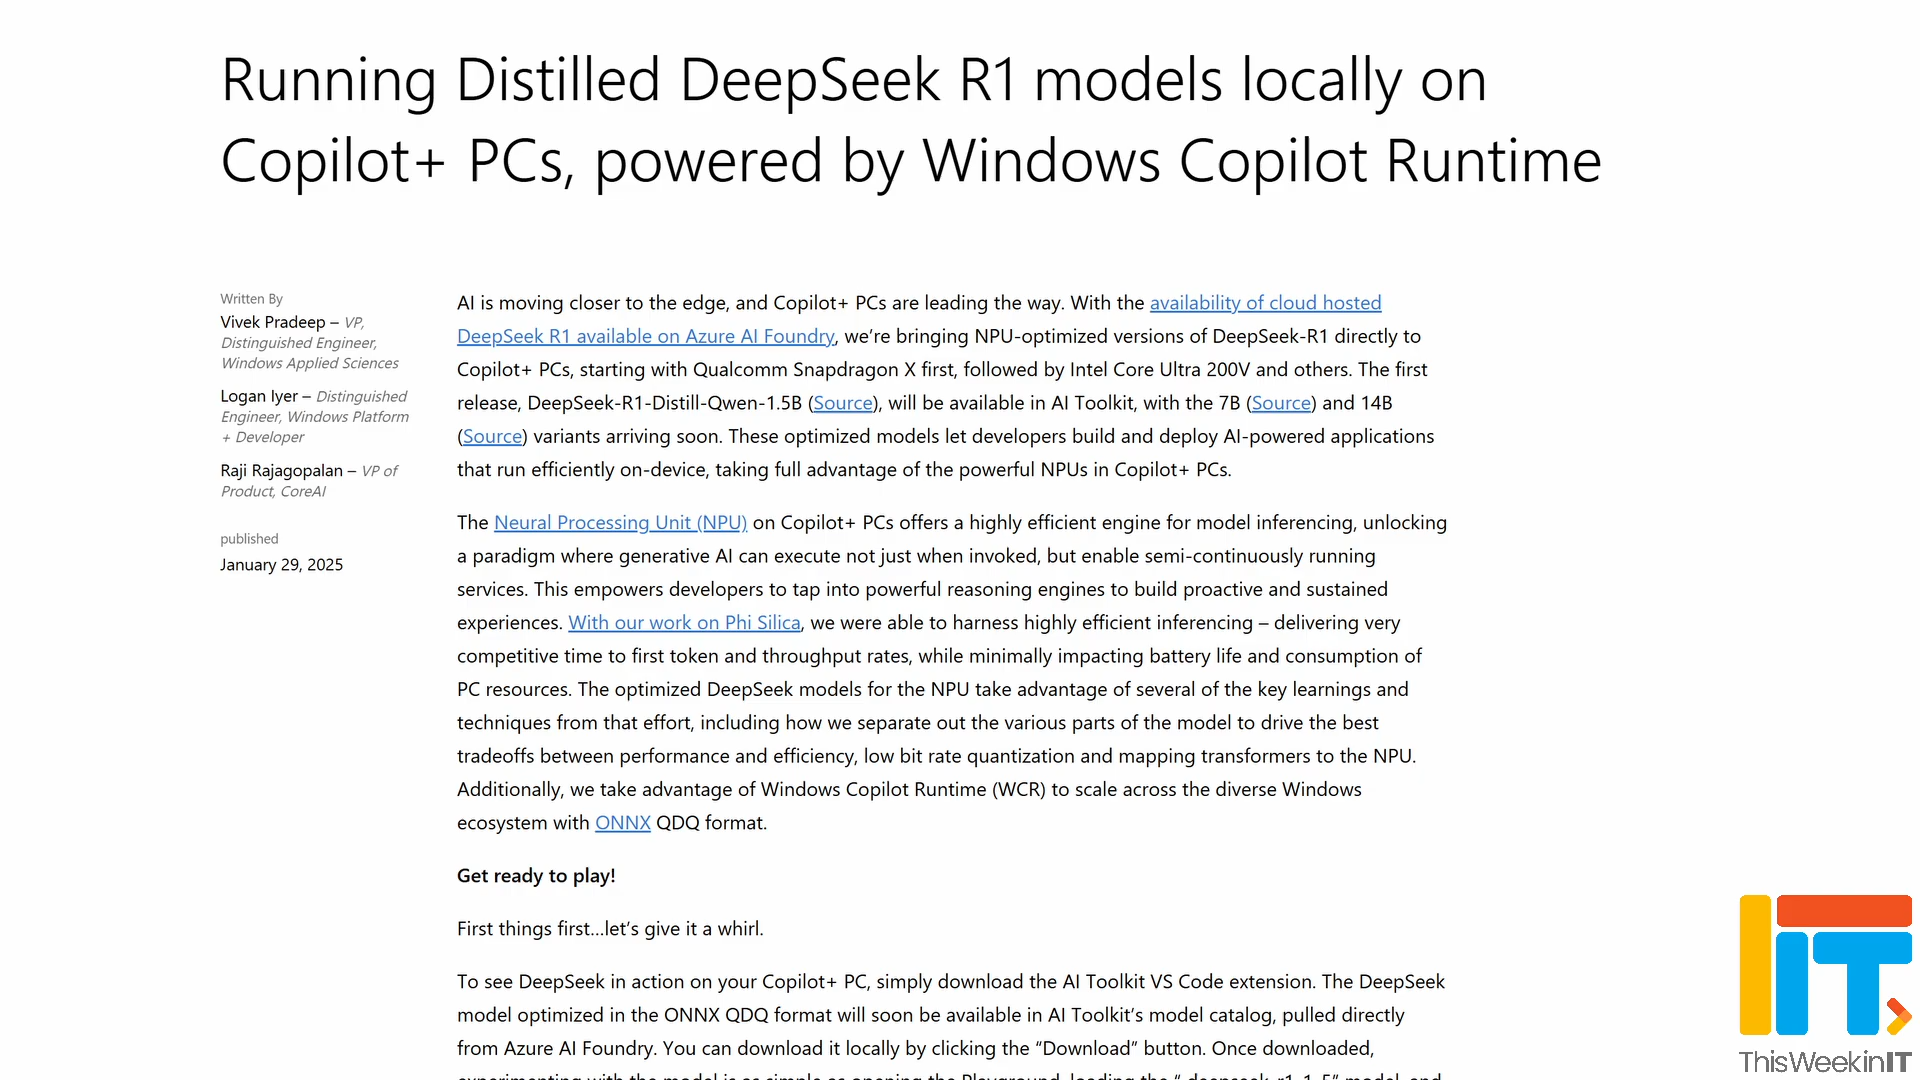 Running Distilled DeepSeek R1 models locally on
Copilot+ PCs, powered by Windows Copilot Runtime
Written By
Vivek Pradeep – VP,
Distinguished Engineer,
Windows Applied Sciences
Logan Iyer – Distinguished
Engineer, Windows Platform
+ Developer
Raji Rajagopalan – VP of
Product, CoreAI
published
January 29, 2025
AI is moving closer to the edge, and Copilot+ PCs are leading the way. With the availability of cloud hosted
DeepSeek R1 available on Azure AI Foundry, we’re bringing NPU-optimized versions of DeepSeek-R1 directly to
Copilot+ PCs, starting with Qualcomm Snapdragon X first, followed by Intel Core Ultra 200V and others. The first
release, DeepSeek-R1-Distill-Qwen-1.5B (Source), will be available in AI Toolkit, with the 7B (Source) and 14B
(Source) variants arriving soon. These optimized models let developers build and deploy AI-powered applications
that run efficiently on-device, taking full advantage of the powerful NPUs in Copilot+ PCs.
The Neural Processing Unit (NPU) on Copilot+ PCs offers a highly efficient engine for model inferencing, unlocking
a paradigm where generative AI can execute not just when invoked, but enable semi-continuously running
services. This empowers developers to tap into powerful reasoning engines to build proactive and sustained
experiences. With our work on Phi Silica, we were able to harness highly efficient inferencing – delivering very
competitive time to first token and throughput rates, while minimally impacting battery life and consumption of
PC resources. The optimized DeepSeek models for the NPU take advantage of several of the key learnings and
techniques from that effort, including how we separate out the various parts of the model to drive the best
tradeoffs between performance and efficiency, low bit rate quantization and mapping transformers to the NPU.
Additionally, we take advantage of Windows Copilot Runtime (WCR) to scale across the diverse Windows
ecosystem with ONNX QDQ format.
Get ready to play!
First things first…let’s give it a whirl.
To see DeepSeek in action on your Copilot+ PC, simply download the AI Toolkit VS Code extension. The DeepSeek
model optimized in the ONNX QDQ format will soon be available in AI Toolkit’s model catalog, pulled directly
from Azure AI Foundry. You can download it locally by clicking the “Download” button. Once downloaded,
experimenting with the model is as simple as opening the Playground, loading the “ deepseek_r1_1_5” model, and
ThisWeekinIT